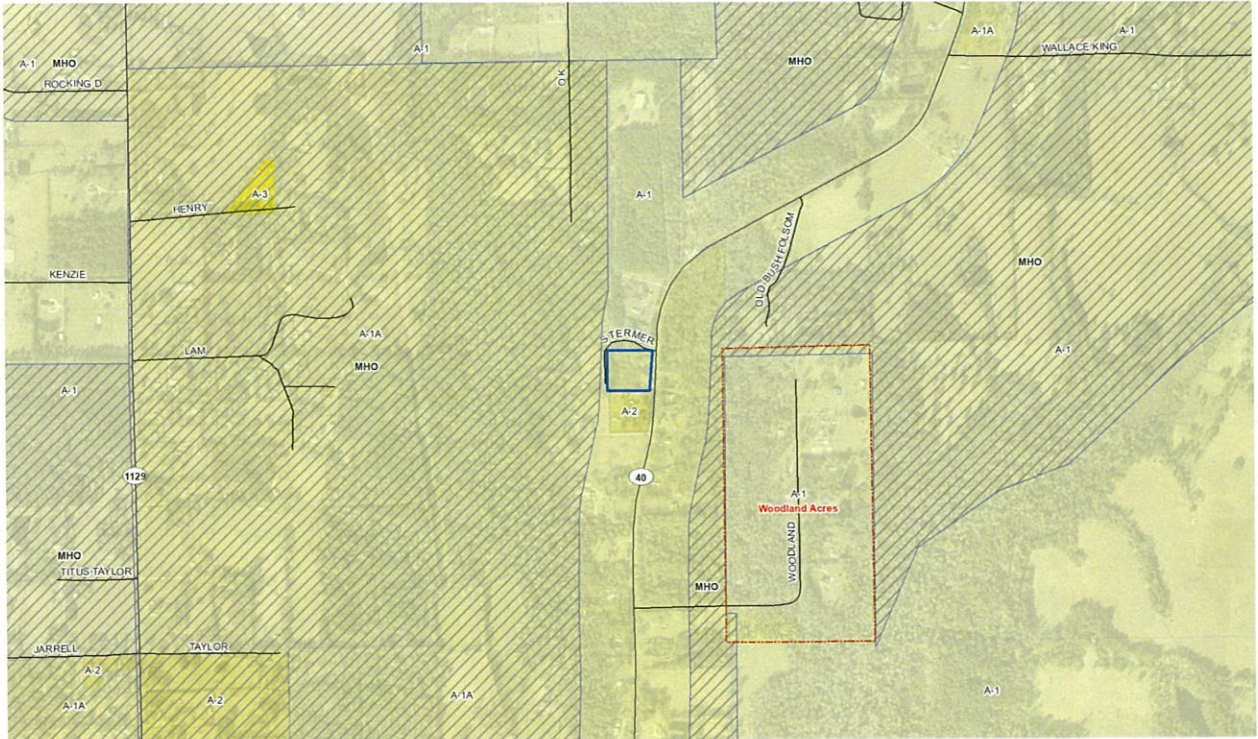 A-1A
A-1
A-1
WALLACE KING
A-1
MHO
MHO
ROCKING D
O K
A-3
A-1
HENRY
OLD BUSH FOLSOM
MHO
KENZIE
STERMER
A-1A
LAM
A-1
MHO
A-1
A-2
1129
40
A-1
Woodland Acres
WOODLAND
MHO
TITUS TAYLOR
MHO
JARRELL
TAYLOR
A-2
A-1A
A-2
A-1A
A-1